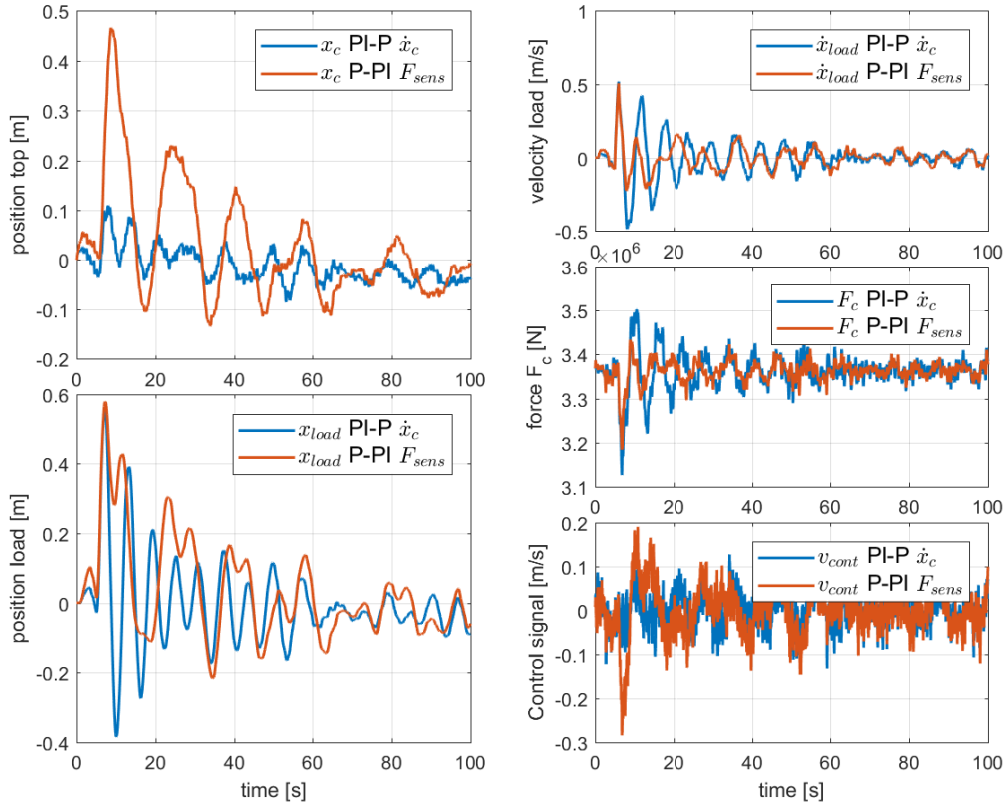 0.5
0.4
0.3
0.2
0.1
0
-0.1
-0.2
position top [m]
x_c PI-P ẋ_c
x_c P-PI F_sens
0 20 40 60 80 100
0.6
0.4
0.2
0
-0.2
-0.4
position load [m]
x_load PI-P ẋ_c
x_load P-PI F_sens
0 20 40 60 80 100
time [s]
1
0.5
0
-0.5
velocity load [m/s]
ẋ_load PI-P ẋ_c
ẋ_load P-PI F_sens
0 20 40 60 80 100
×10^6
3.6
3.5
3.4
3.3
3.2
3.1
force F_c [N]
F_c PI-P ẋ_c
F_c P-PI F_sens
0 20 40 60 80 100
0.2
0.1
0
-0.1
-0.2
-0.3
Control signal [m/s]
v_cont PI-P ẋ_c
v_cont P-PI F_sens
0 20 40 60 80 100
time [s]